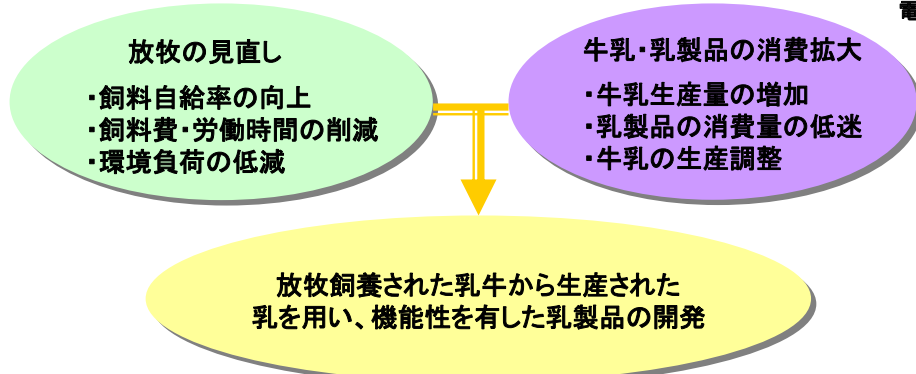 電
放牧の見直し
・飼料自給率の向上
・飼料費・労働時間の削減
・環境負荷の低減
牛乳・乳製品の消費拡大
・牛乳生産量の増加
・乳製品の消費量の低迷
・牛乳の生産調整
放牧飼養された乳牛から生産された
乳を用い、機能性を有した乳製品の開発